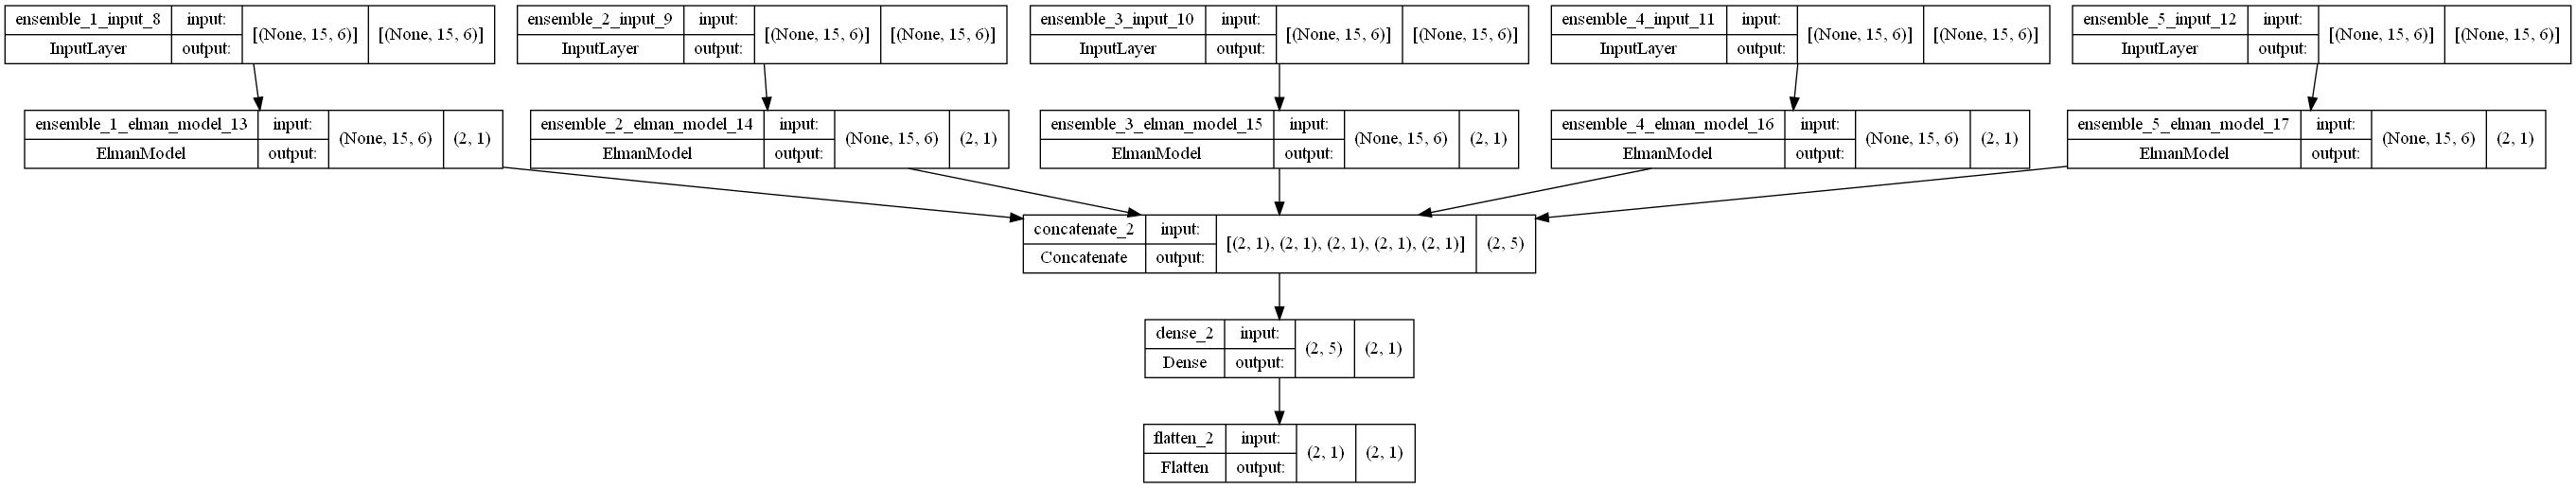 ensemble_1_input_8 input: [(None, 15, 6)] [(None, 15, 6)]
InputLayer output:
ensemble_2_input_9 input: [(None, 15, 6)] [(None, 15, 6)]
InputLayer output:
ensemble_3_input_10 input: [(None, 15, 6)] [(None, 15, 6)]
InputLayer output:
ensemble_4_input_11 input: [(None, 15, 6)] [(None, 15, 6)]
InputLayer output:
ensemble_5_input_12 input: [(None, 15, 6)] [(None, 15, 6)]
InputLayer output:
ensemble_1_elman_model_13 input: (None, 15, 6) (2, 1)
ElmanModel output:
ensemble_2_elman_model_14 input: (None, 15, 6) (2, 1)
ElmanModel output:
ensemble_3_elman_model_15 input: (None, 15, 6) (2, 1)
ElmanModel output:
ensemble_4_elman_model_16 input: (None, 15, 6) (2, 1)
ElmanModel output:
ensemble_5_elman_model_17 input: (None, 15, 6) (2, 1)
ElmanModel output:
concatenate_2 input: [(2, 1), (2, 1), (2, 1), (2, 1), (2, 1)] (2, 5)
Concatenate output:
dense_2 input: (2, 5) (2, 1)
Dense output:
flatten_2 input: (2, 1) (2, 1)
Flatten output: